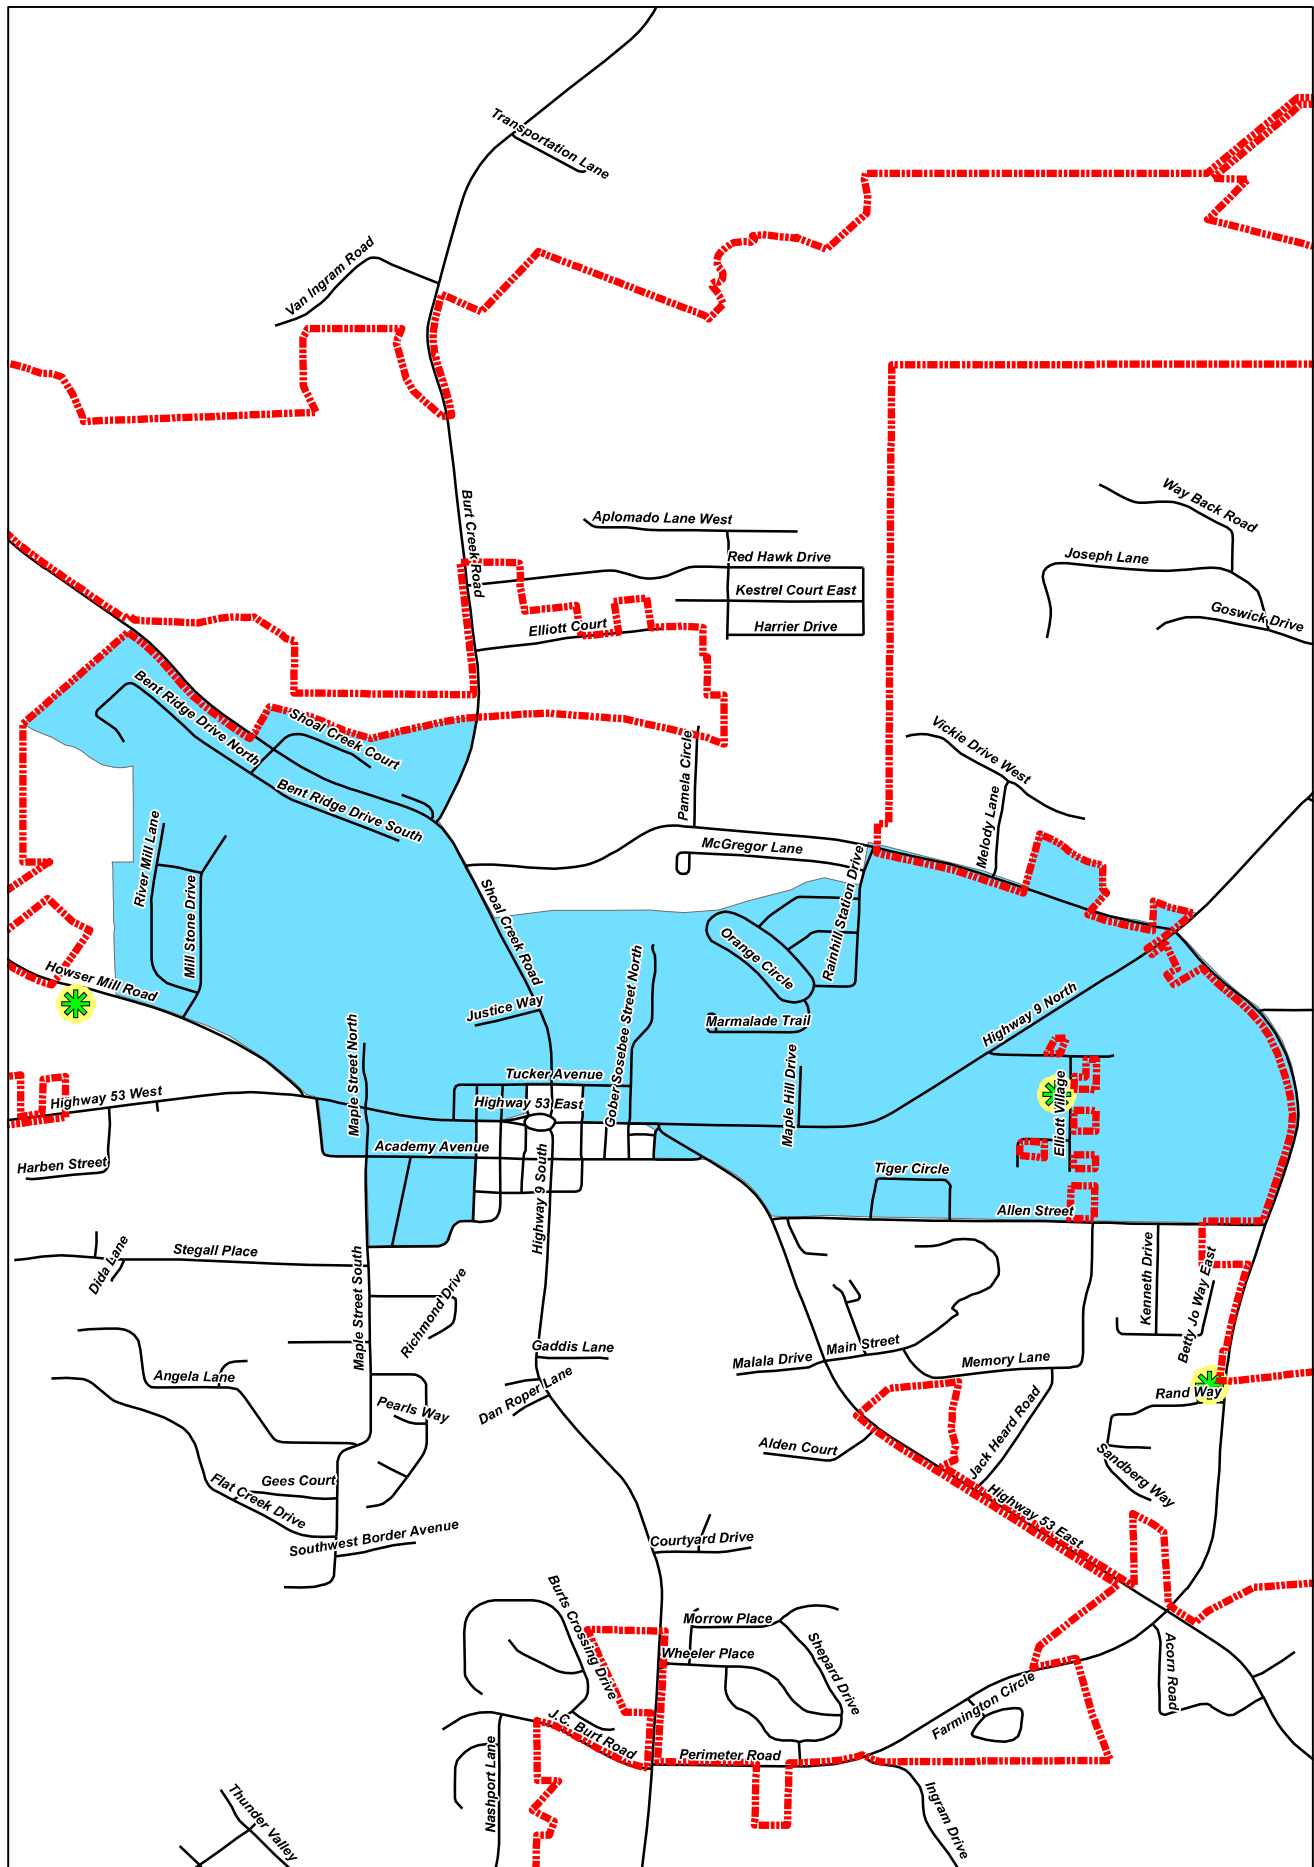 Transportation Lane
Van Ingram Road
Burt Creek Road
Aplomado Lane West
Way Back Road
Red Hawk Drive
Joseph Lane
Kestrel Court East
Goswick Drive
Elliott Court
Harrier Drive
Bent Ridge Drive North
Shoal Creek Court
Vickie Drive West
Pamela Circle
Bent Ridge Drive South
River Mill Lane
McGregor Lane
Melody Lane
Mill Stone Drive
Shoal Creek Road
Rainhill Station Drive
Orange Circle
Howser Mill Road
Justice Way
Gober Sosebee Street North
Marmalade Trail
Highway 9 North
Maple Street North
Tucker Avenue
Maple Hill Drive
Elliott Village
Highway 53 West
Highway 53 East
Academy Avenue
Harben Street
Tiger Circle
Highway 9 South
Allen Street
Stegall Place
Dida Lane
Maple Street South
Richmond Drive
Kenneth Drive
Betty Jo Way East
Gaddis Lane
Malala Drive
Main Street
Memory Lane
Angela Lane
Dan Roper Lane
Rand Way
Pearls Way
Jack Heard Road
Alden Court
Sandberg Way
Gees Court
Flat Creek Drive
Highway 53 East
Southwest Border Avenue
Courtyard Drive
Burts Crossing Drive
Morrow Place
Shepard Drive
Wheeler Place
Acorn Road
Farmington Circle
J.C. Burt Road
Perimeter Road
Nashport Lane
Ingram Drive
Thunder Valley